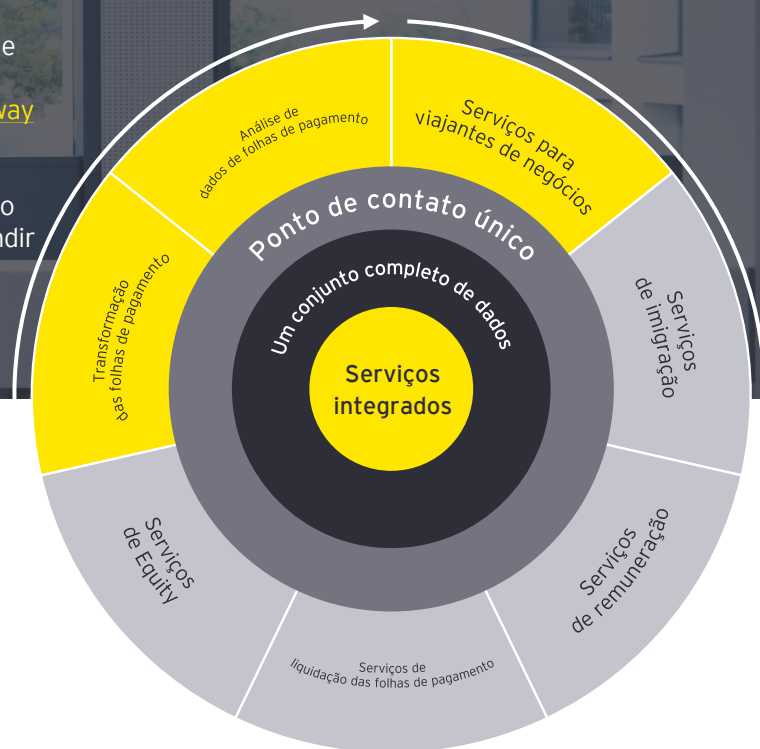 e
way
o
ndir
Análise de
dados de folhas de pagamento
Serviços para
viajantes de negócios
Ponto de contato único
Um conjunto completo de dados
Serviços
integrados
Transformação
das folhas de pagamento
Serviços
de imigração
Serviços
de Equity
Serviços
de remuneração
Serviços de
liquidação das folhas de pagamento